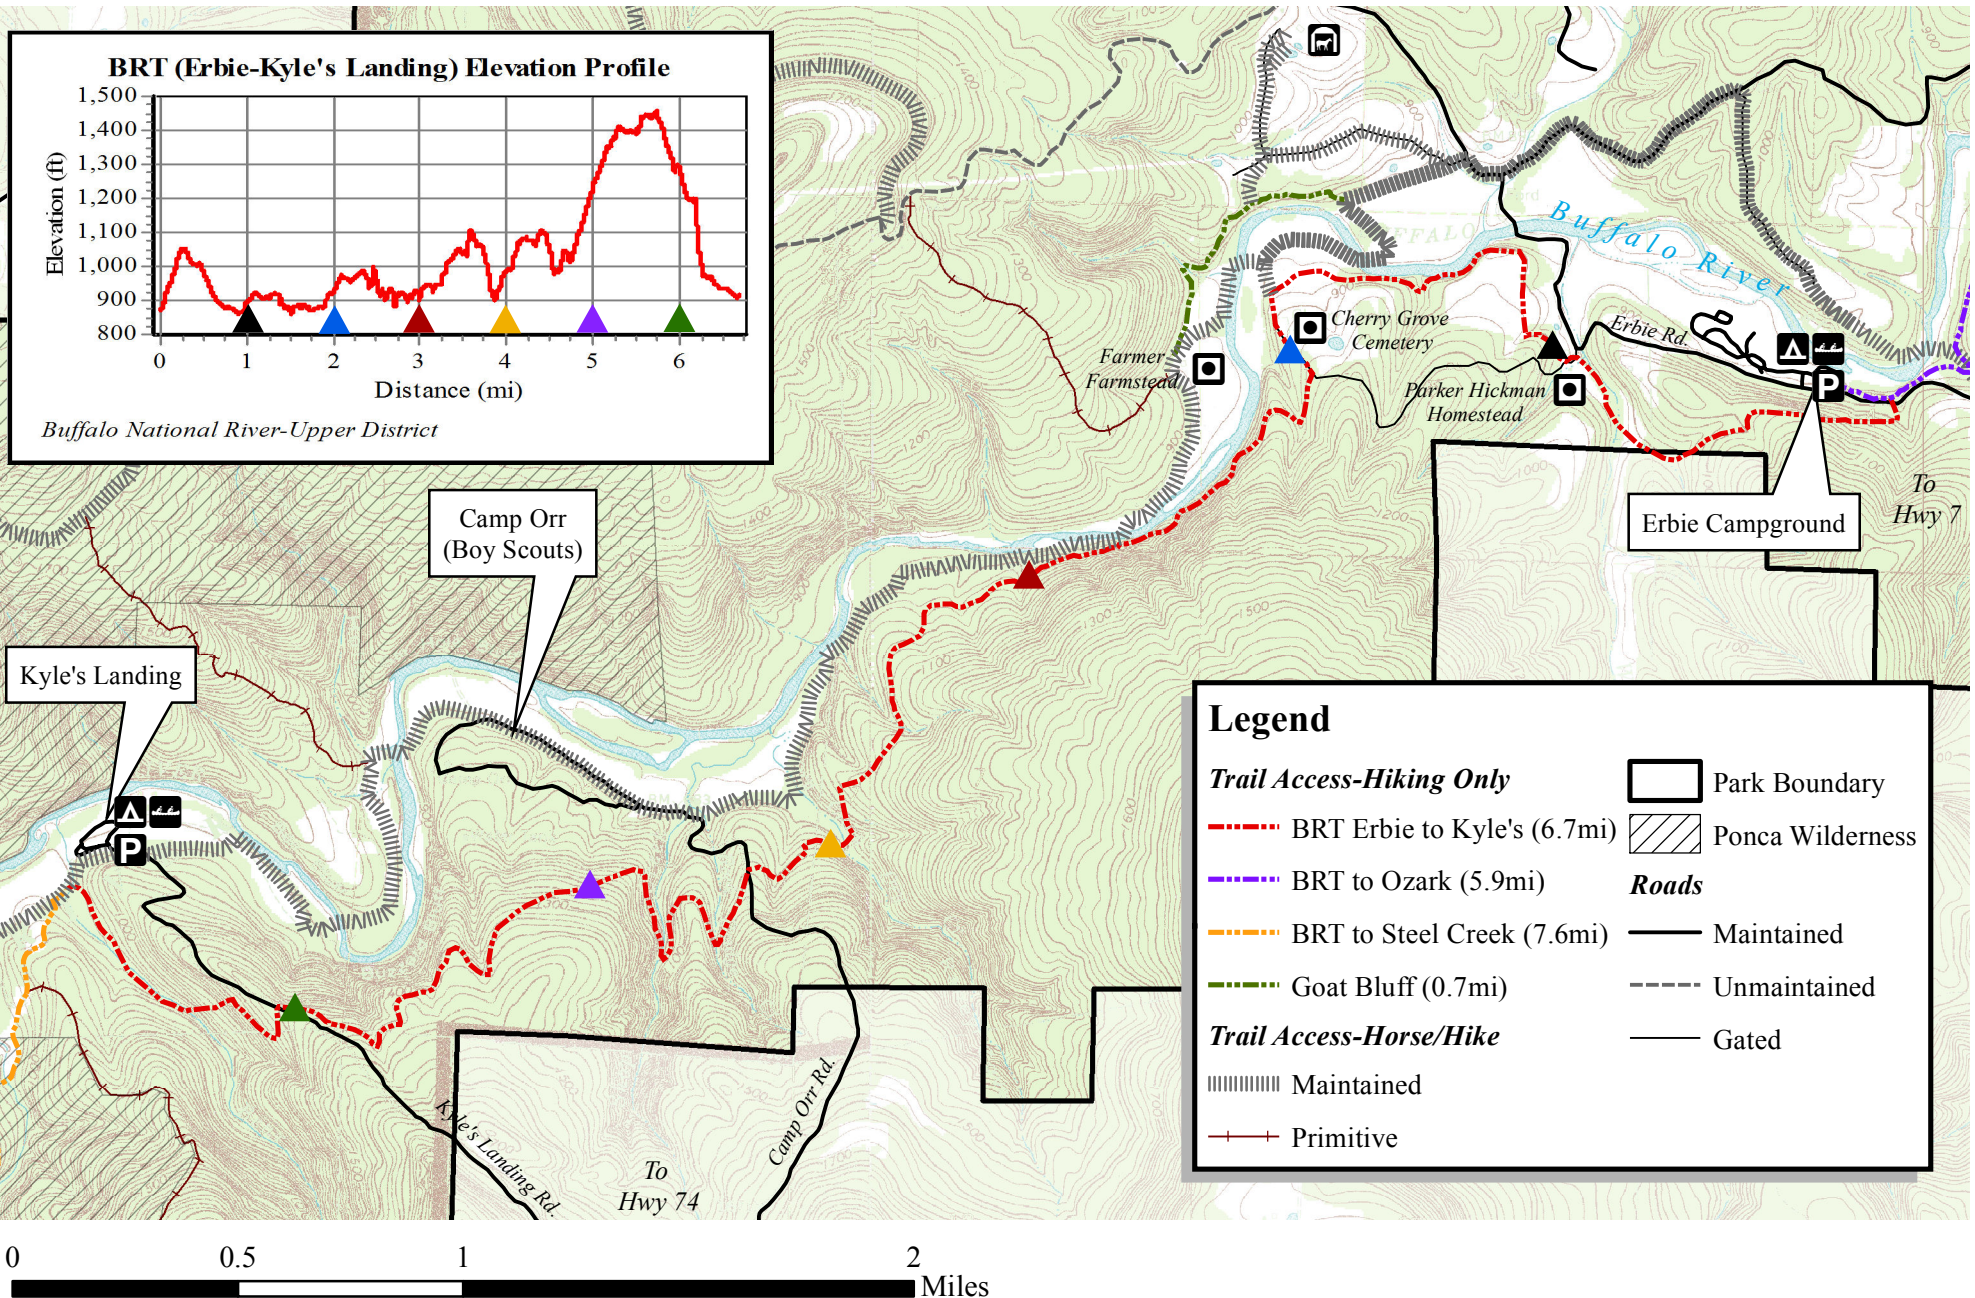 BRT (Erbie-Kyle's Landing) Elevation Profile
1,500
1,400
1,300
1,200
1,100
1,000
900
800
Elevation (ft)
0 1 2 3 4 5 6
Distance (mi)
Buffalo National River-Upper District
Buffalo River
Erbie Rd.
Cherry Grove
Cemetery
Farmer
Farmstead
Parker Hickman
Homestead
P
Erbie Campground
To
Hwy 7
Camp Orr
(Boy Scouts)
Kyle's Landing
P
Kyle's Landing Rd.
Camp Orr Rd.
To
Hwy 74
Legend
Trail Access-Hiking Only
BRT Erbie to Kyle's (6.7mi)
BRT to Ozark (5.9mi)
BRT to Steel Creek (7.6mi)
Goat Bluff (0.7mi)
Trail Access-Horse/Hike
Maintained
Primitive
Park Boundary
Ponca Wilderness
Roads
Maintained
Unmaintained
Gated
0 0.5 1 2
Miles